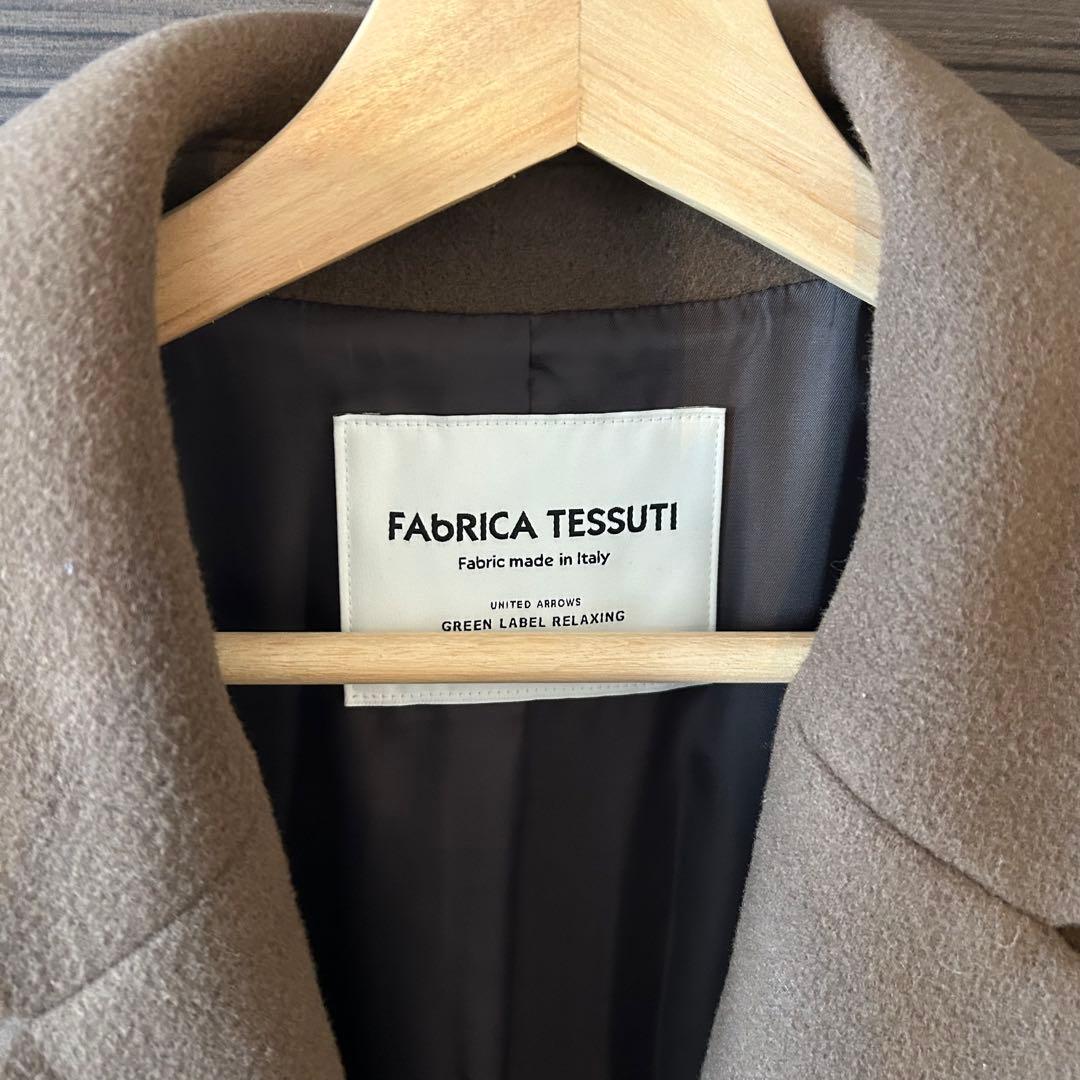 FAbRICA TESSUTI
Fabric made in Italy
UNITED ARROWS
GREEN LABEL RELAXING